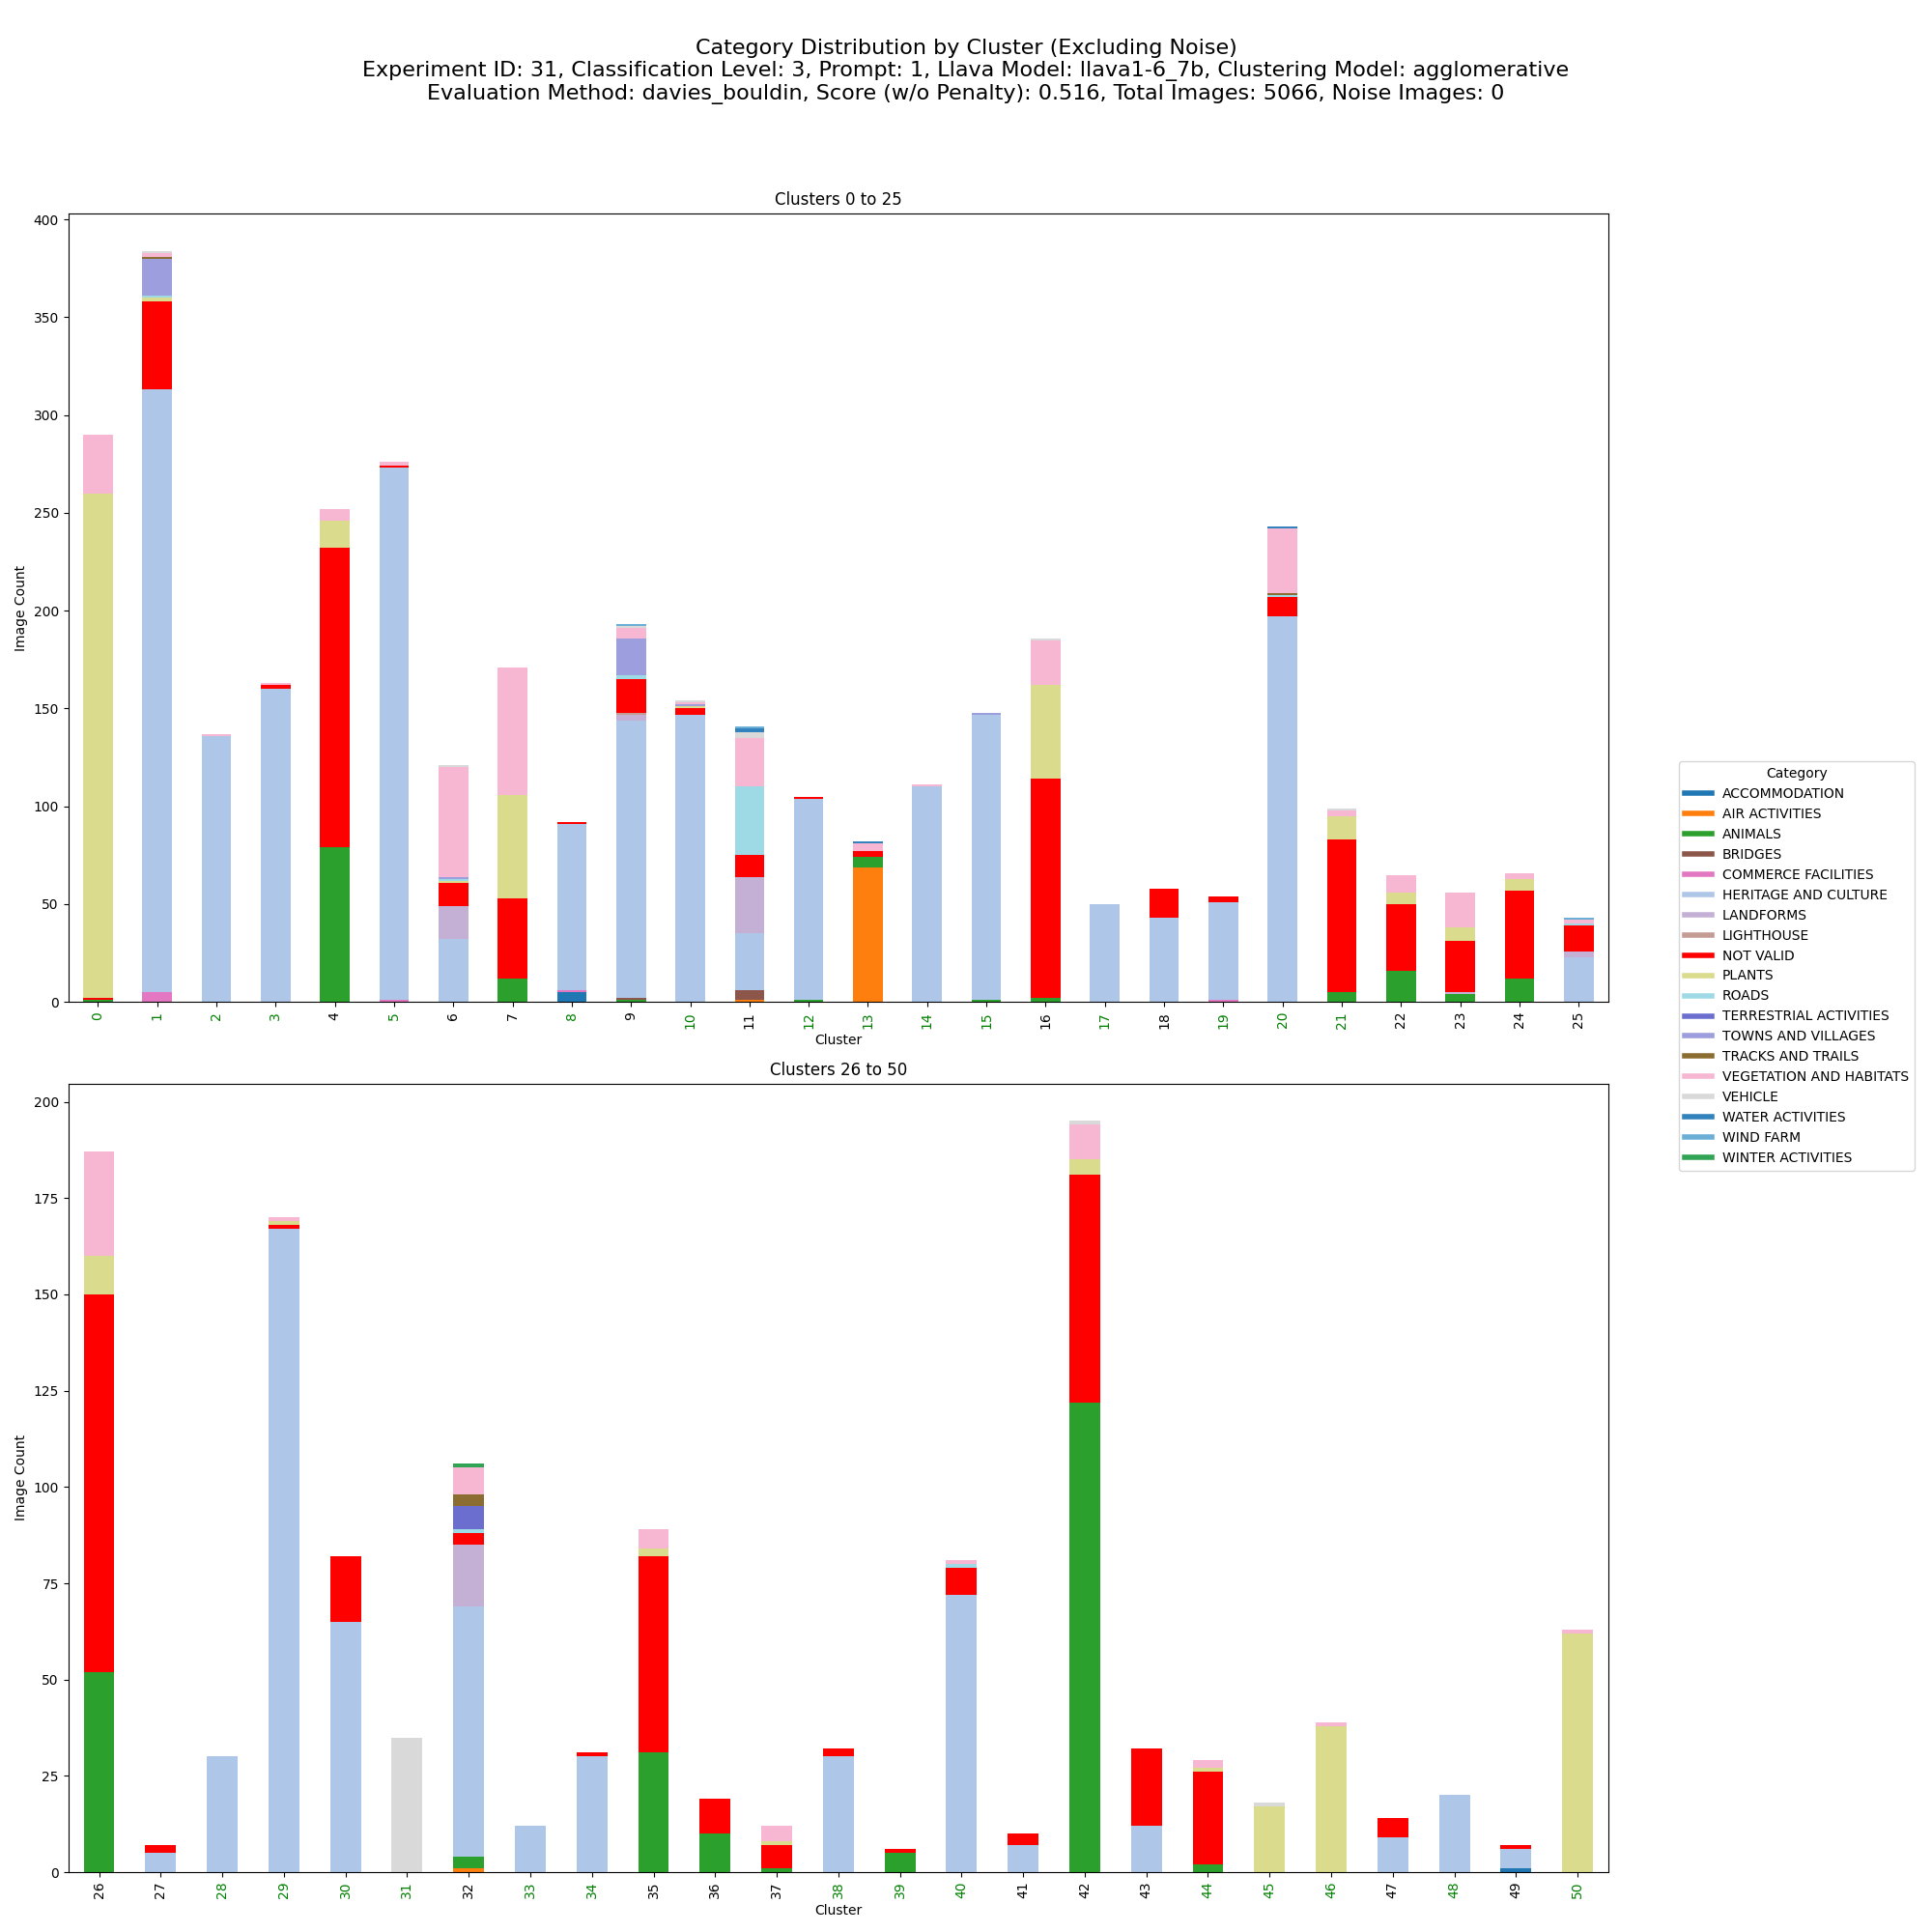 Category Distribution by Cluster (Excluding Noise)
Experiment ID: 31, Classification Level: 3, Prompt: 1, Llava Model: llava1-6_7b, Clustering Model: agglomerative
Evaluation Method: davies_bouldin, Score (w/o Penalty): 0.516, Total Images: 5066, Noise Images: 0
Clusters 0 to 25
400
350
300
250
200
150
100
50
0
Image Count
0 1 2 3 4 5 6 7 8 9 10 11 12 13 14 15 16 17 18 19 20 21 22 23 24 25
Cluster
Category
ACCOMMODATION
AIR ACTIVITIES
ANIMALS
BRIDGES
COMMERCE FACILITIES
HERITAGE AND CULTURE
LANDFORMS
LIGHTHOUSE
NOT VALID
PLANTS
ROADS
TERRESTRIAL ACTIVITIES
TOWNS AND VILLAGES
TRACKS AND TRAILS
VEGETATION AND HABITATS
VEHICLE
WATER ACTIVITIES
WIND FARM
WINTER ACTIVITIES
Clusters 26 to 50
200
175
150
125
100
75
50
25
0
Image Count
26 27 28 29 30 31 32 33 34 35 36 37 38 39 40 41 42 43 44 45 46 47 48 49 50
Cluster